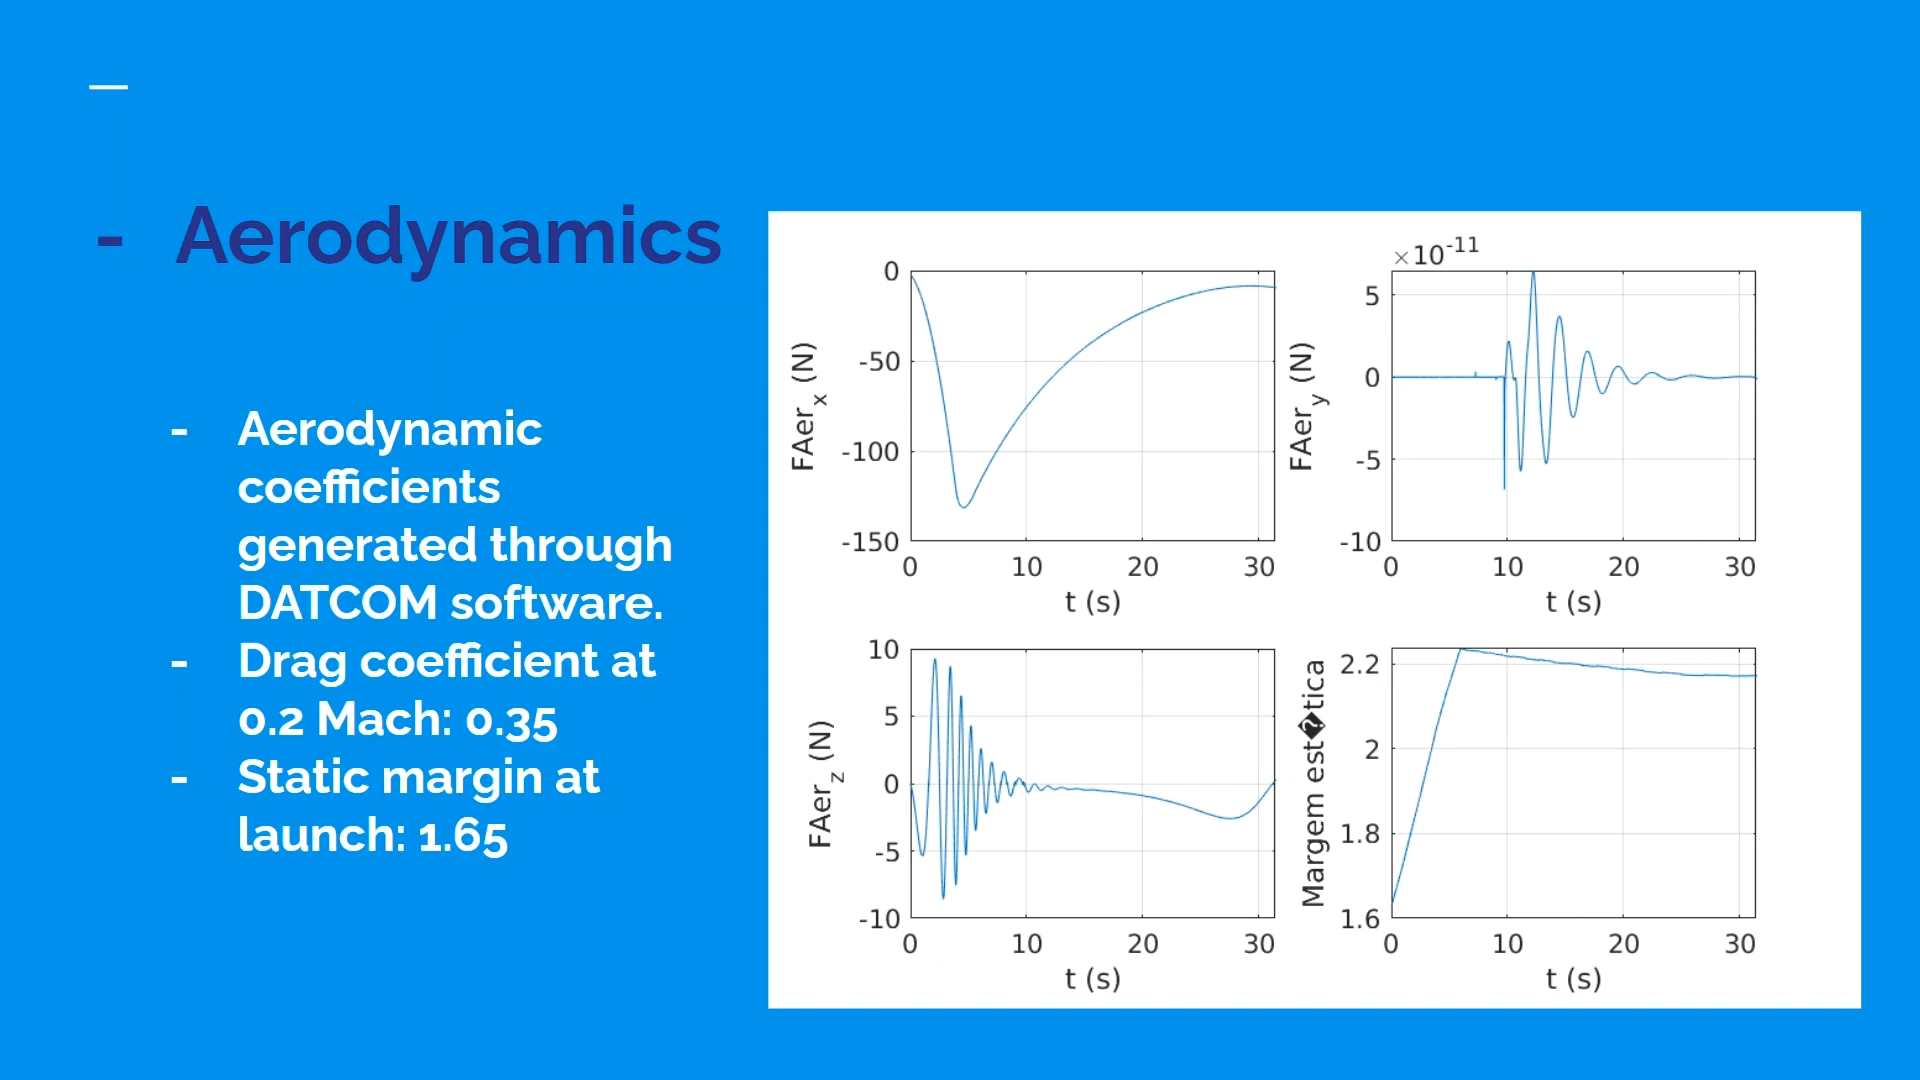 - Aerodynamics
- Aerodynamic
coefficients
generated through
DATCOM software.
- Drag coefficient at
0.2 Mach: 0.35
- Static margin at
launch: 1.65
0
-50
-100
-150
FAer x (N)
0 10 20 30
t (s)
×10^-11
5
0
-5
-10
FAer y (N)
0 10 20 30
t (s)
10
5
0
-5
-10
FAer z (N)
0 10 20 30
t (s)
2.2
2
1.8
1.6
Margem est�tica
0 10 20 30
t (s)